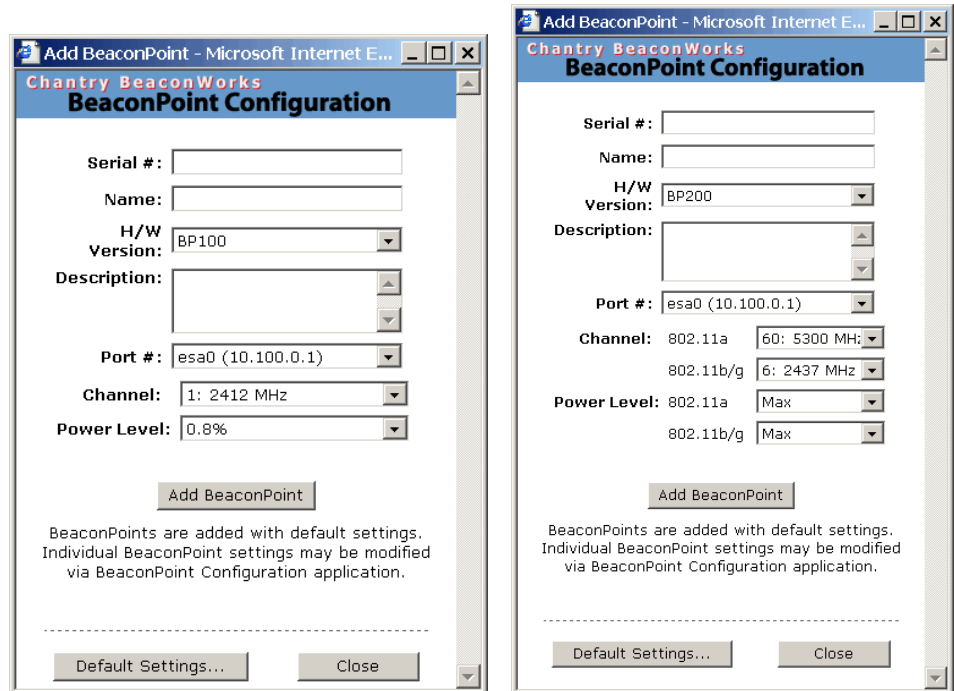 Add BeaconPoint - Microsoft Internet E...
Chantry BeaconWorks
BeaconPoint Configuration
Serial #:
Name:
H/W
Version:
BP100
Description:
Port #: esa0 (10.100.0.1)
Channel: 1: 2412 MHz
Power Level: 0.8%
Add BeaconPoint
BeaconPoints are added with default settings.
Individual BeaconPoint settings may be modified
via BeaconPoint Configuration application.
Default Settings... Close
Add BeaconPoint - Microsoft Internet E...
Chantry BeaconWorks
BeaconPoint Configuration
Serial #:
Name:
H/W
Version:
BP200
Description:
Port #: esa0 (10.100.0.1)
Channel: 802.11a 60: 5300 MHz
802.11b/g 6: 2437 MHz
Power Level: 802.11a Max
802.11b/g Max
Add BeaconPoint
BeaconPoints are added with default settings.
Individual BeaconPoint settings may be modified
via BeaconPoint Configuration application.
Default Settings... Close